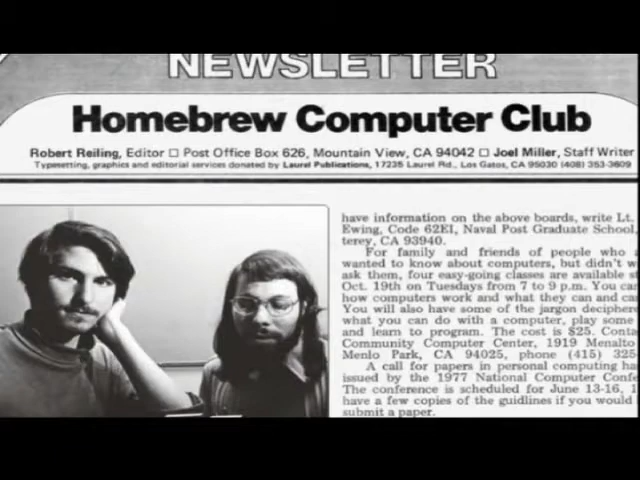 NEWSLETTER
Homebrew Computer Club
Robert Reiling, Editor □ Post Office Box 626, Mountain View, CA 94042 □ Joel Miller, Staff Writer
Typesetting, graphics and editorial services donated by Laurel Publications, 17235 Laurel Rd., Los Gatos, CA 95030 (408) 353-3609
have information on the above boards, write Lt.
Ewing, Code 62EI, Naval Post Graduate School,
terey, CA 93940.
For family and friends of people who
wanted to know about computers, but didn't w
ask them, four easy-going classes are available
Oct. 19th on Tuesdays from 7 to 9 p.m. You ca
how computers work and what they can and ca
You will also have some of the jargon decipher
what you can do with a computer, play some
and learn to program. The cost is $25. Conta
Community Computer Center, 1919 Menalto
Menlo Park, CA 94025, phone (415) 325
A call for papers in personal computing ha
issued by the 1977 National Computer Confe
The conference is scheduled for June 13-16, 1
have a few copies of the guidlines if you would
submit a paper.